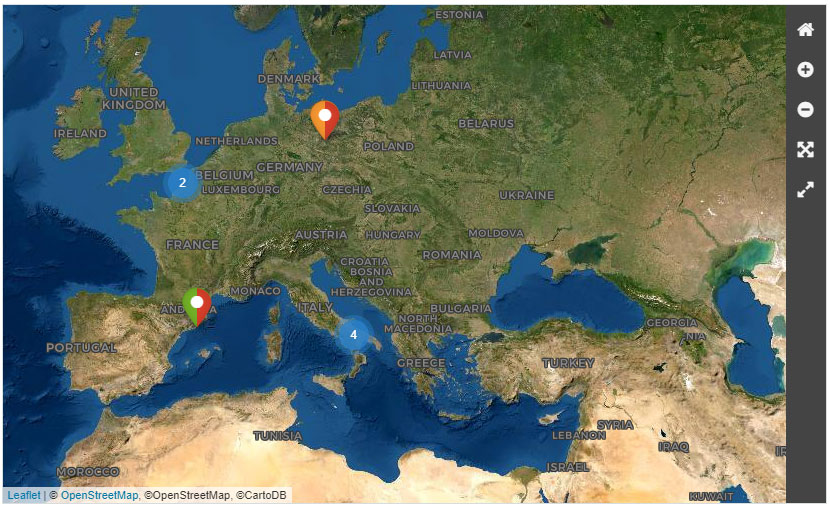 ESTONIA
LATVIA
DENMARK
LITHUANIA
UNITED
KINGDOM
IRELAND
BELARUS
NETHERLANDS
POLAND
GERMANY
BELGIUM
2
LUXEMBOURG
CZECHIA
UKRAINE
SLOVAKIA
AUSTRIA
HUNGARY
MOLDOVA
FRANCE
ROMANIA
CROATIA
BOSNIA
AND
HERZEGOVINA
MONACO
ITALY
BULGARIA
NORTH
MACEDONIA
GEORGIA
4
PORTUGAL
GREECE
TURKEY
SYRIA
TUNISIA
LEBANON
IRAQ
ISRAEL
MOROCCO
KUWAIT
Leaflet | © OpenStreetMap, ©OpenStreetMap, ©CartoDB